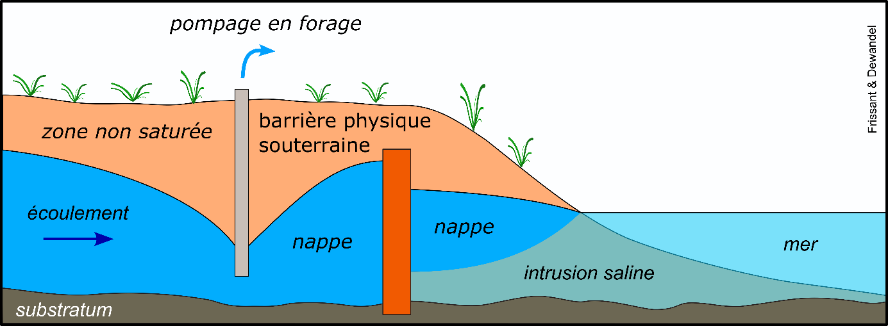 pompage en forage
Frissant & Dewandel
zone non saturée
barrière physique
souterraine
écoulement
nappe
nappe
mer
intrusion saline
substratum